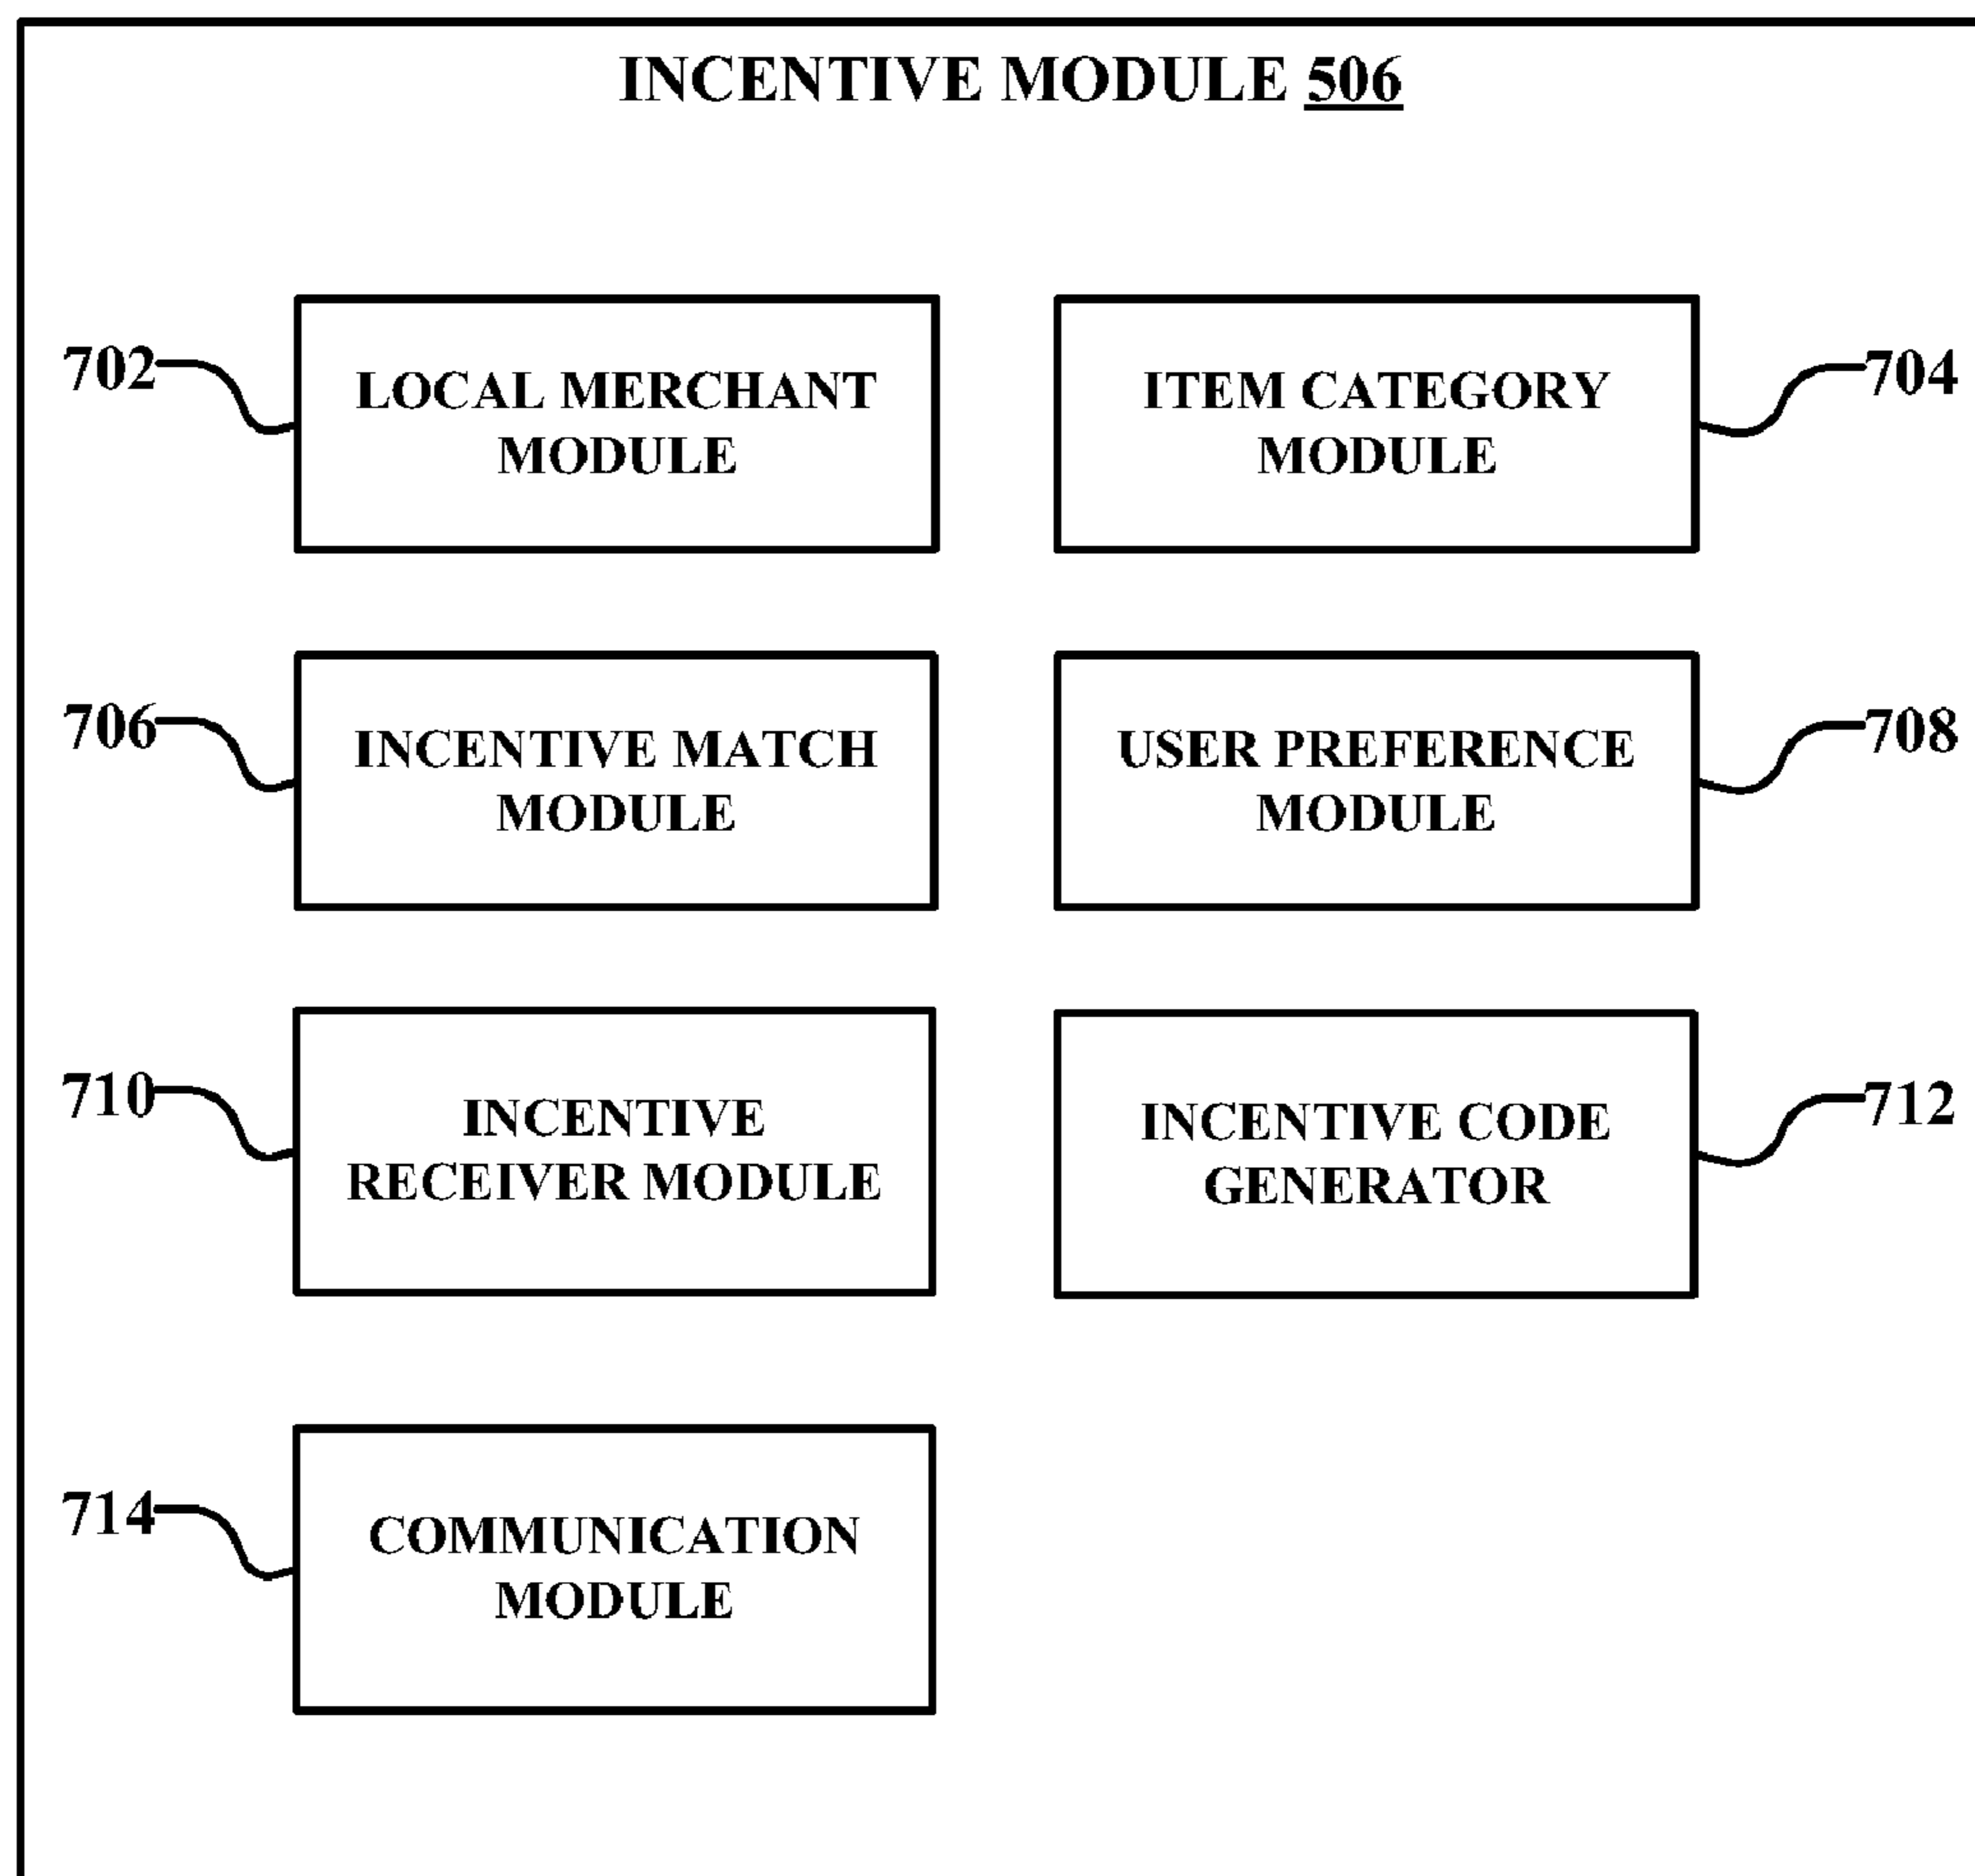 INCENTIVE MODULE 506
702
LOCAL MERCHANT
MODULE
ITEM CATEGORY
MODULE
704
706
INCENTIVE MATCH
MODULE
USER PREFERENCE
MODULE
708
710
INCENTIVE
RECEIVER MODULE
INCENTIVE CODE
GENERATOR
712
714
COMMUNICATION
MODULE